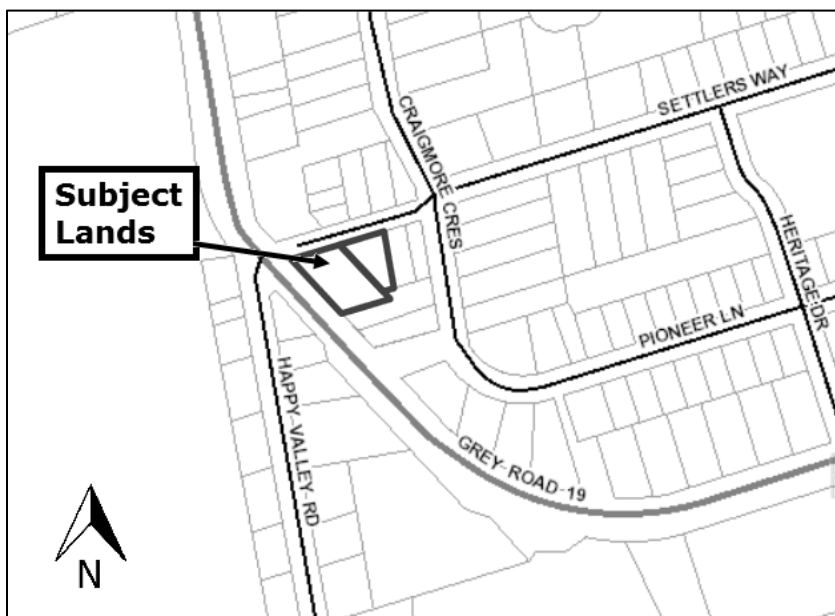 SETTLERS WAY
CRAIGMORE CRES
Subject
Lands
HERITAGE DR
PIONEER LN
HAPPY-VALLEY-RD
GREY-ROAD-19
N